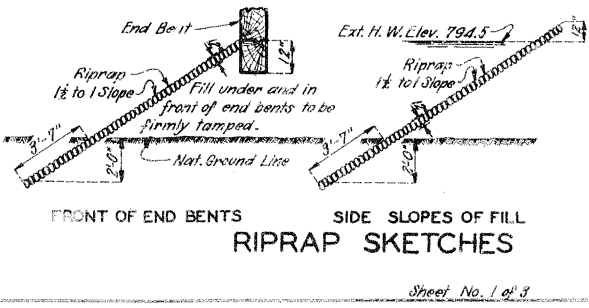 End Bent
12"
Riprap
1½ to 1 Slope
Fill under and in
front of end bents to be
firmly tamped.
3'-7"
2'-0"
Nat. Ground Line
FRONT OF END BENTS
Ext. H. W. Elev. 794.5
12"
Riprap
1½ to 1 Slope
3'-7"
2'-0"
SIDE SLOPES OF FILL
RIPRAP SKETCHES
Sheet No. 1 of 3